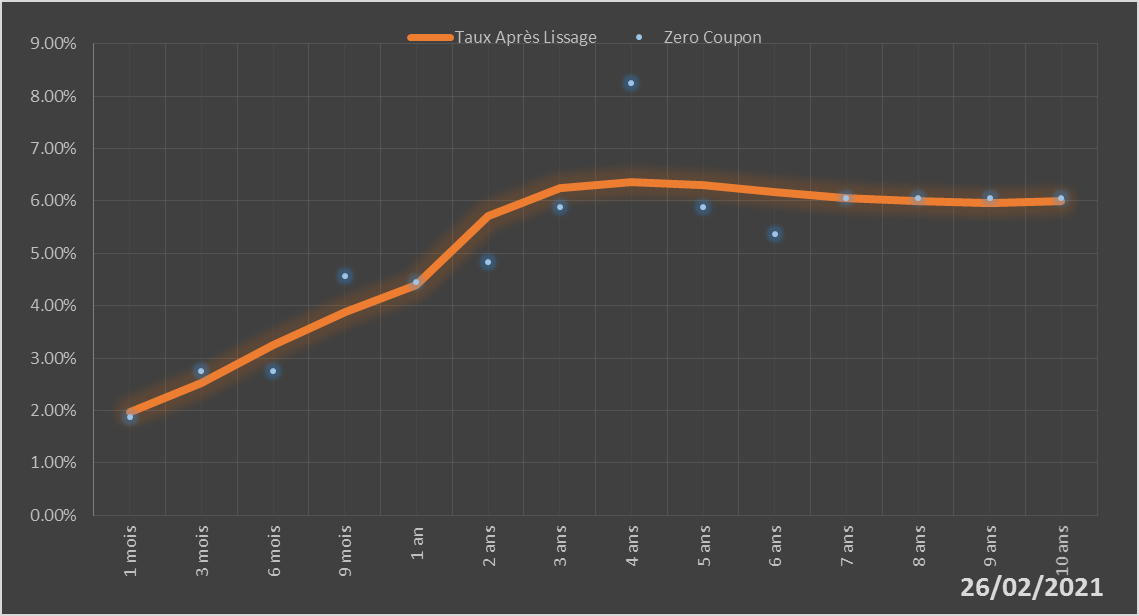 Taux Après Lissage Zero Coupon
9.00%
8.00%
7.00%
6.00%
5.00%
4.00%
3.00%
2.00%
1.00%
0.00%
1 mois
3 mois
6 mois
9 mois
1 an
2 ans
3 ans
4 ans
5 ans
6 ans
7 ans
8 ans
9 ans
10 ans
26/02/2021